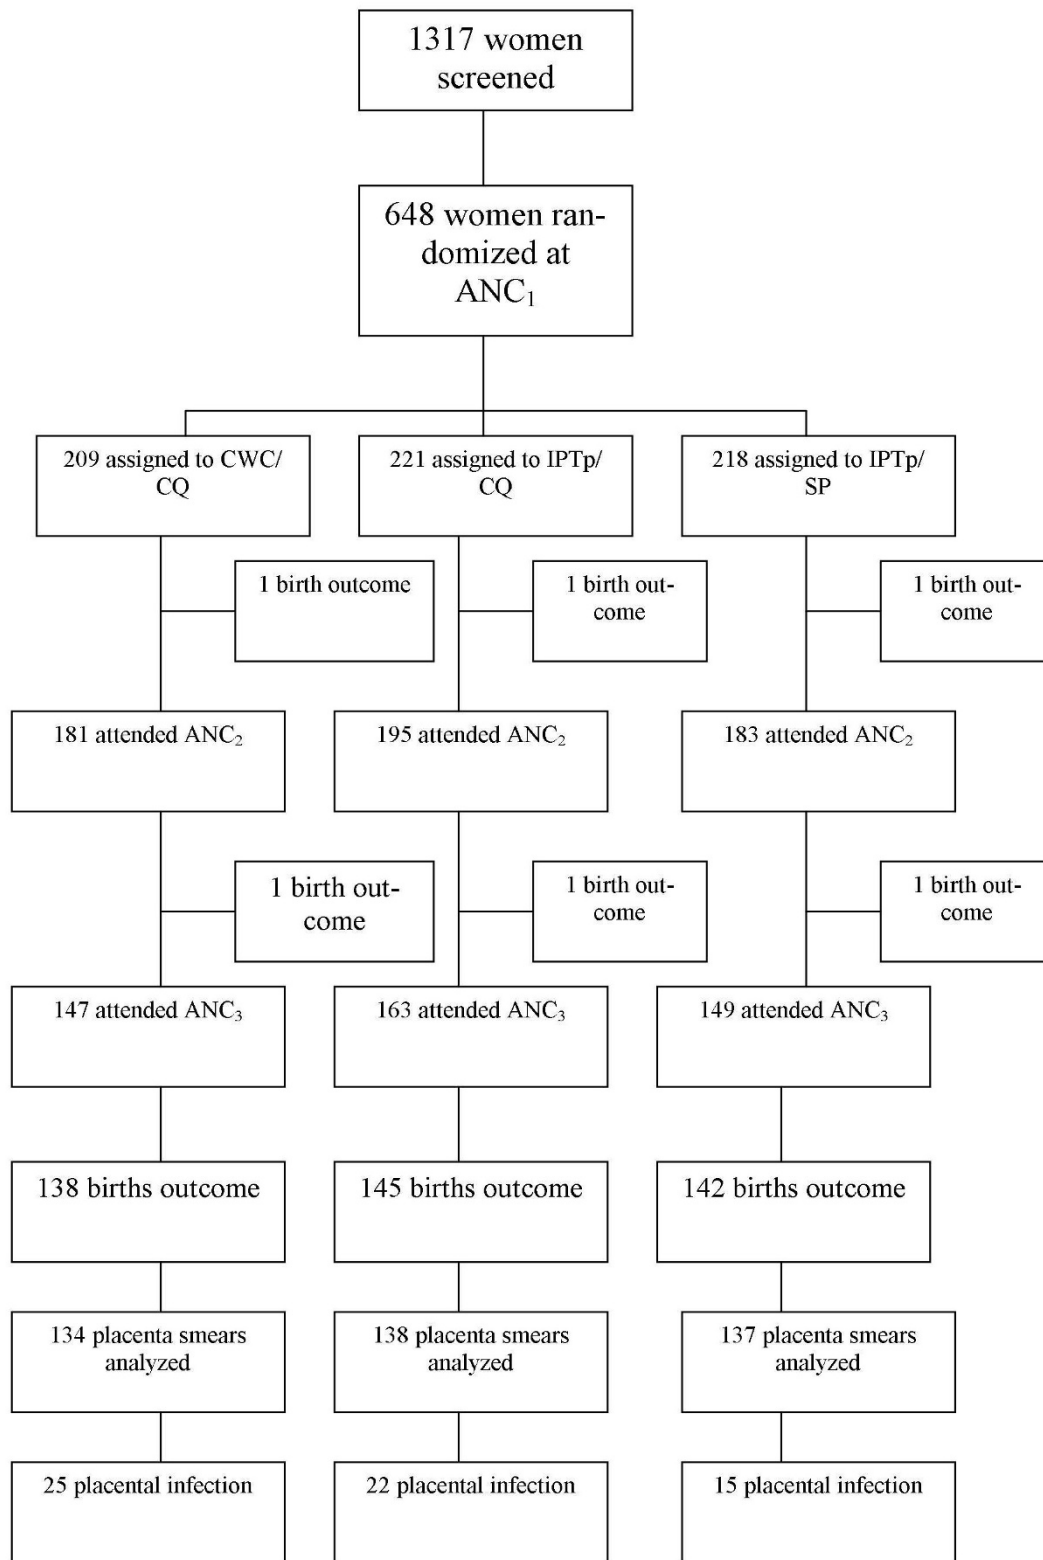 1317 women
screened
648 women ran-
domized at
ANC₁
209 assigned to CWC/
CQ
221 assigned to IPTp/
CQ
218 assigned to IPTp/
SP
1 birth outcome
1 birth out-
come
1 birth out-
come
181 attended ANC₂
195 attended ANC₂
183 attended ANC₂
1 birth out-
come
1 birth out-
come
1 birth out-
come
147 attended ANC₃
163 attended ANC₃
149 attended ANC₃
138 births outcome
145 births outcome
142 births outcome
134 placenta smears
analyzed
138 placenta smears
analyzed
137 placenta smears
analyzed
25 placental infection
22 placental infection
15 placental infection